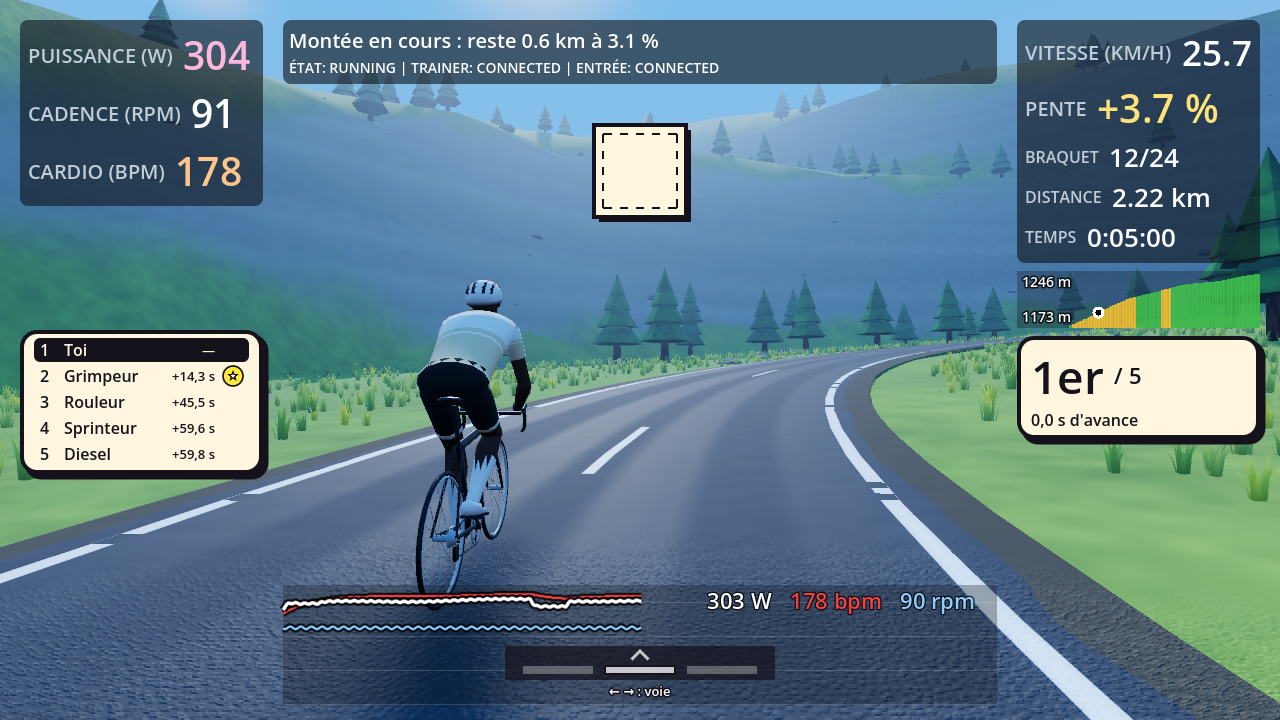 PUISSANCE (W) 304
CADENCE (RPM) 91
CARDIO (BPM) 178
Montée en cours : reste 0.6 km à 3.1 %
ÉTAT: RUNNING | TRAINER: CONNECTED | ENTRÉE: CONNECTED
VITESSE (KM/H) 25.7
PENTE +3.7 %
BRAQUET 12/24
DISTANCE 2.22 km
TEMPS 0:05:00
1246 m
1173 m
1 Toi —
2 Grimpeur +14,3 s
3 Rouleur +45,5 s
4 Sprinteur +59,6 s
5 Diesel +59,8 s
1er / 5
0,0 s d'avance
303 W 178 bpm 90 rpm
← → : voie